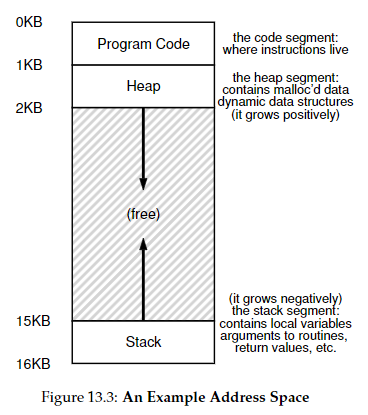 0KB
Program Code
the code segment:
where instructions live
1KB
Heap
the heap segment:
contains malloc'd data
dynamic data structures
(it grows positively)
2KB
(free)
(it grows negatively)
the stack segment:
contains local variables
arguments to routines,
return values, etc.
15KB
Stack
16KB
Figure 13.3: An Example Address Space